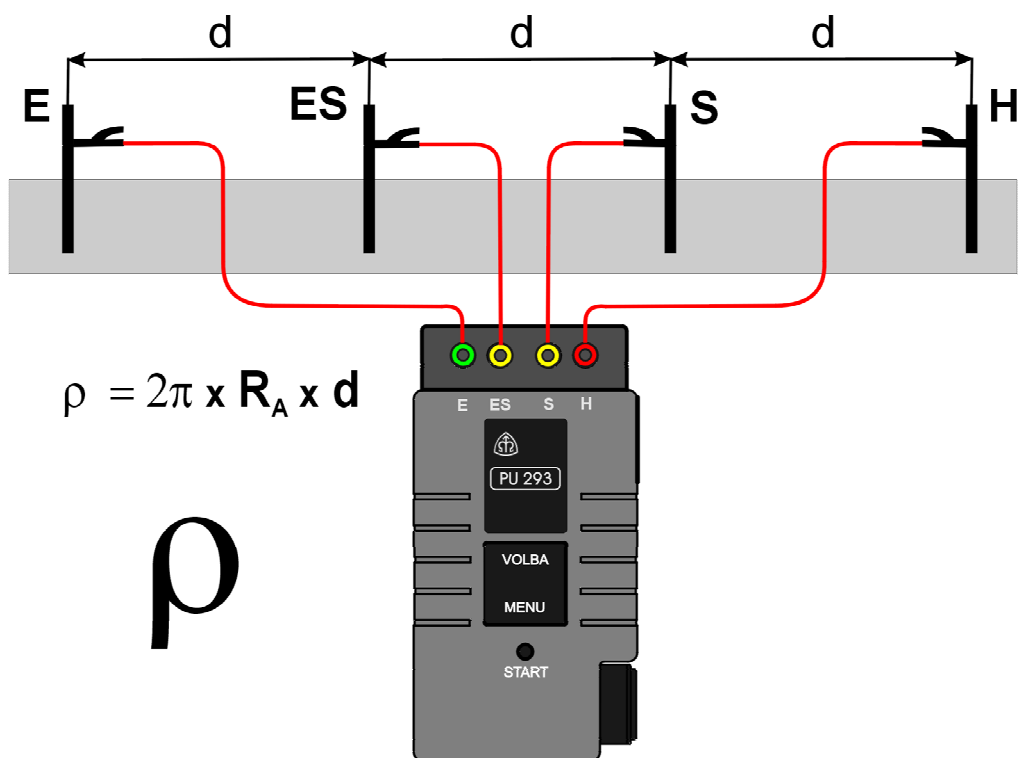 d d d
E ES S H
ρ = 2π x R_A x d
E ES S H
PU 293
ρ
VOLBA
MENU
START